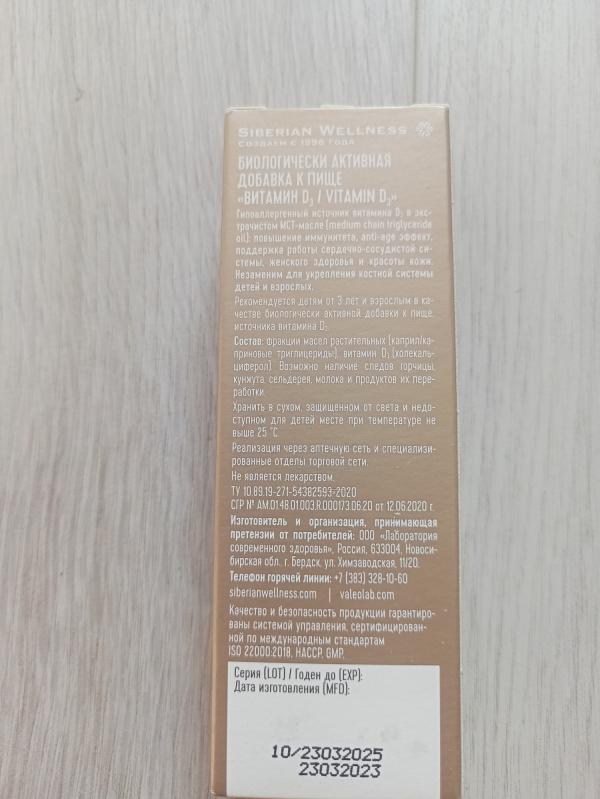 SIBERIAN WELLNESS
СОЗДАЕМ С 1996 ГОДА
БИОЛОГИЧЕСКИ АКТИВНАЯ
ДОБАВКА К ПИЩЕ
«ВИТАМИН D₃ / VITAMIN D₃»
Гипоаллергенный источник витамина D₃ в экс-
трачистом МСТ-масле (medium chain triglyceride
oil): повышение иммунитета, anti-age эффект,
поддержка работы сердечно-сосудистой си-
стемы, женского здоровья и красоты кожи.
Незаменим для укрепления костной системы
детей и взрослых.
Рекомендуется детям от 3 лет и взрослым в ка-
честве биологически активной добавки к пище,
источника витамина D₃.
Состав: фракции масел растительных (каприл/ка-
приновые триглицериды), витамин D₃ (холекаль-
циферол). Возможно наличие следов горчицы,
кунжута, сельдерея, молока и продуктов их пере-
работки.
Хранить в сухом, защищенном от света и недо-
ступном для детей месте при температуре не
выше 25 °С.
Реализация через аптечную сеть и специализи-
рованные отделы торговой сети.
Не является лекарством.
ТУ 10.89.19-271-54382593-2020
СГР № AM.01.48.01.003.R.000173.06.20 от 12.06.2020 г.
Изготовитель и организация, принимающая
претензии от потребителей: ООО «Лаборатория
современного здоровья», Россия, 633004, Новоси-
бирская обл., г. Бердск, ул. Химзаводская, 11/20.
Телефон горячей линии: +7 (383) 328-10-60
siberianwellness.com | valeolab.com
Качество и безопасность продукции гарантиро-
ваны системой управления, сертифицирован-
ной по международным стандартам
ISO 22000:2018, HACCP, GMP.
Серия (LOT) / Годен до (EXP):
Дата изготовления (MFD):
10/23032025
23032023